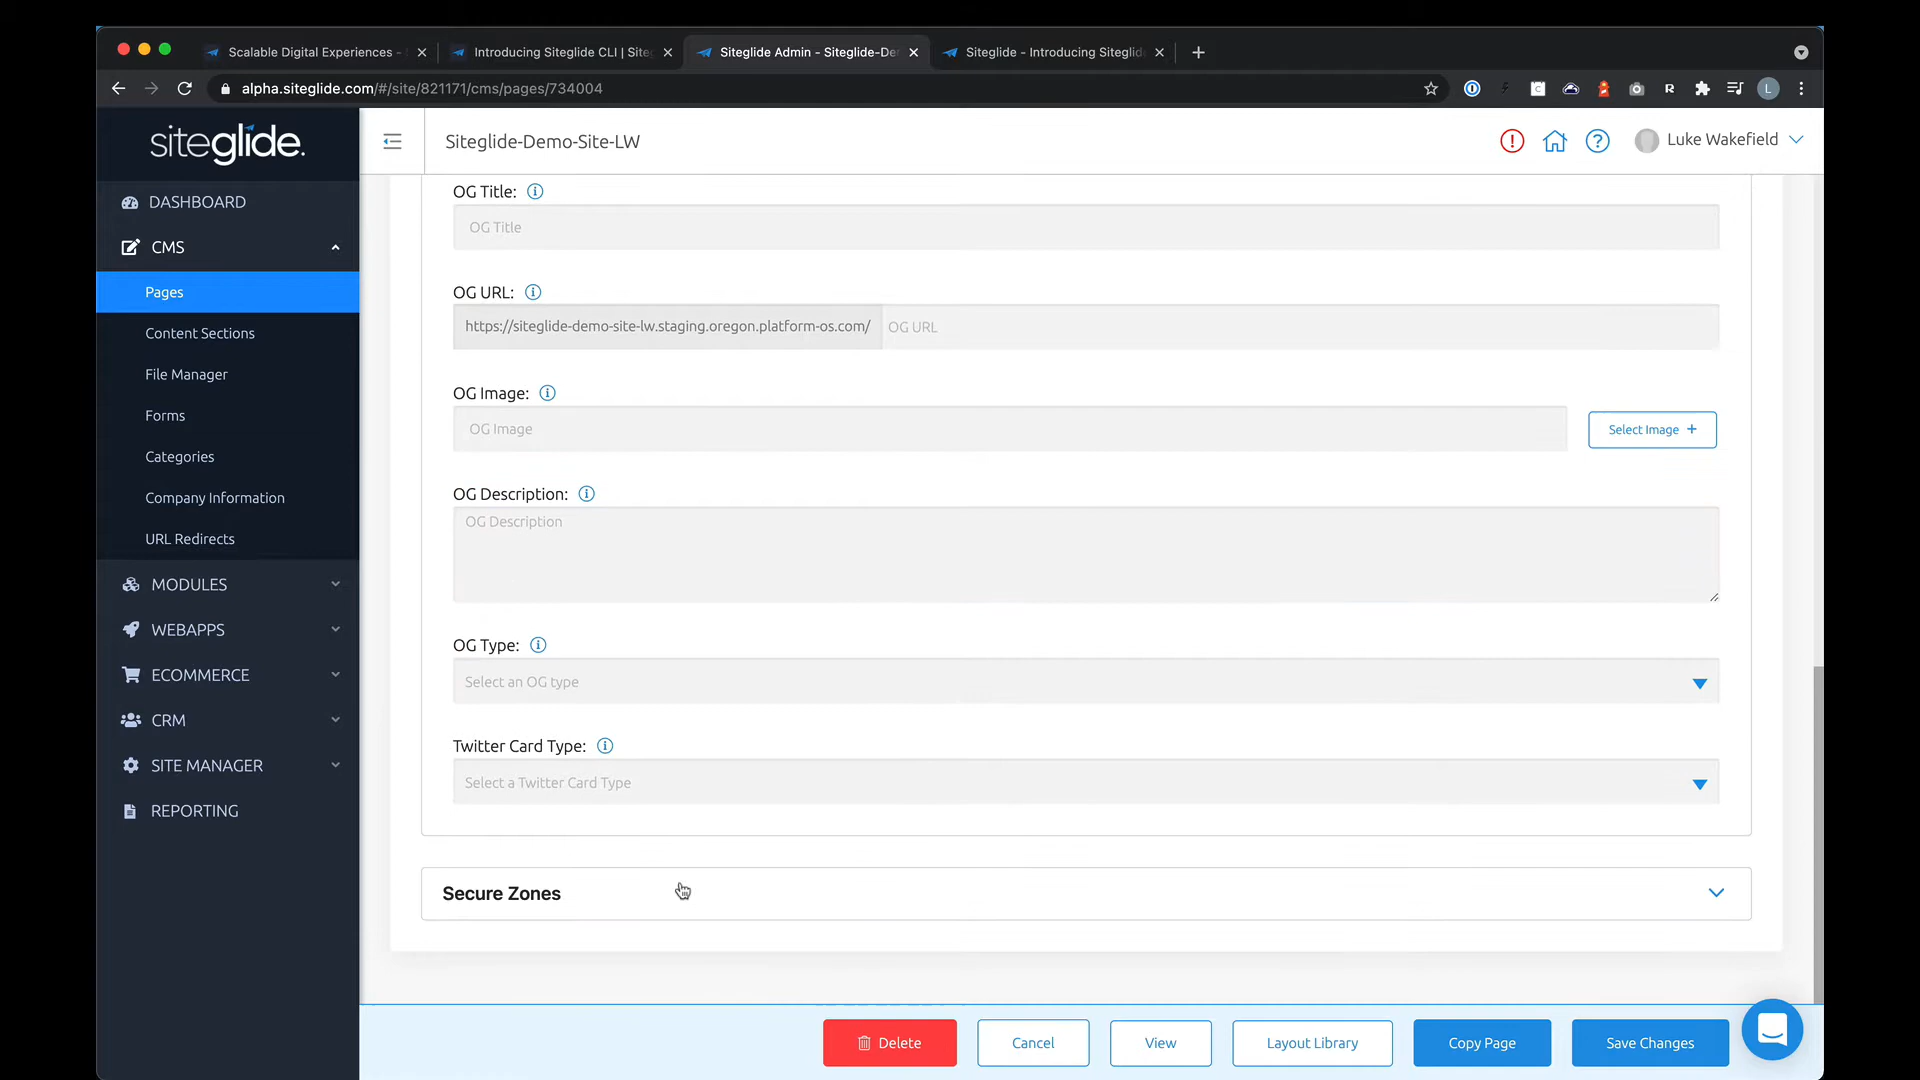 Scalable Digital Experiences -
Introducing Siteglide CLI | Site
Siteglide Admin - Siteglide-De
Siteglide - Introducing Siteglid
alpha.siteglide.com/#/site/821171/cms/pages/734004
L
siteglide.
Siteglide-Demo-Site-LW
Luke Wakefield
DASHBOARD
CMS
Pages
Content Sections
File Manager
Forms
Categories
Company Information
URL Redirects
MODULES
WEBAPPS
ECOMMERCE
CRM
SITE MANAGER
REPORTING
OG Title:
OG Title
OG URL:
https://siteglide-demo-site-lw.staging.oregon.platform-os.com/ OG URL
OG Image:
OG Image
Select Image +
OG Description:
OG Description
OG Type:
Select an OG type
Twitter Card Type:
Select a Twitter Card Type
Secure Zones
Delete
Cancel
View
Layout Library
Copy Page
Save Changes